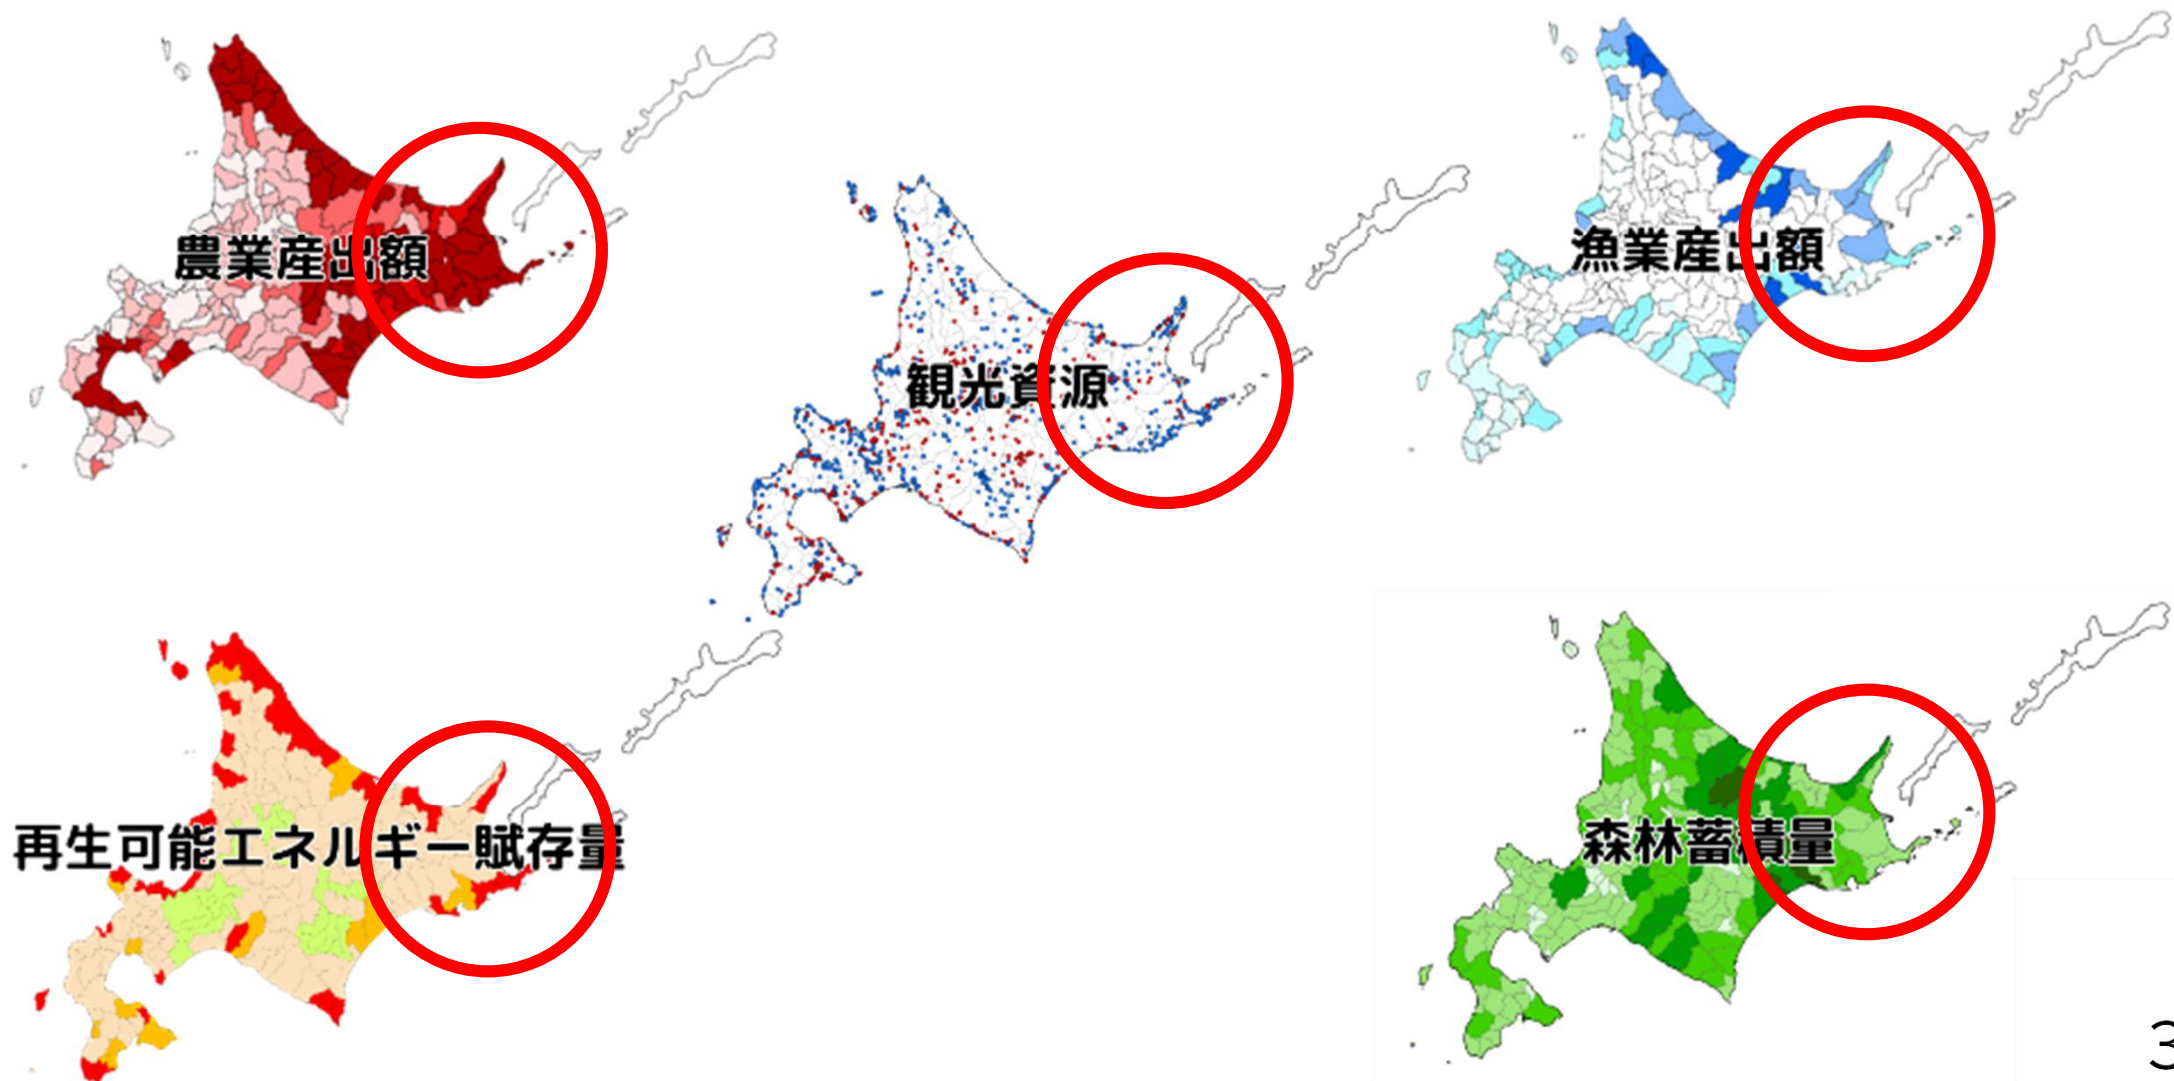 農業産出額
漁業産出額
観光資源
再生可能エネルギー賦存量
森林蓄積量
3